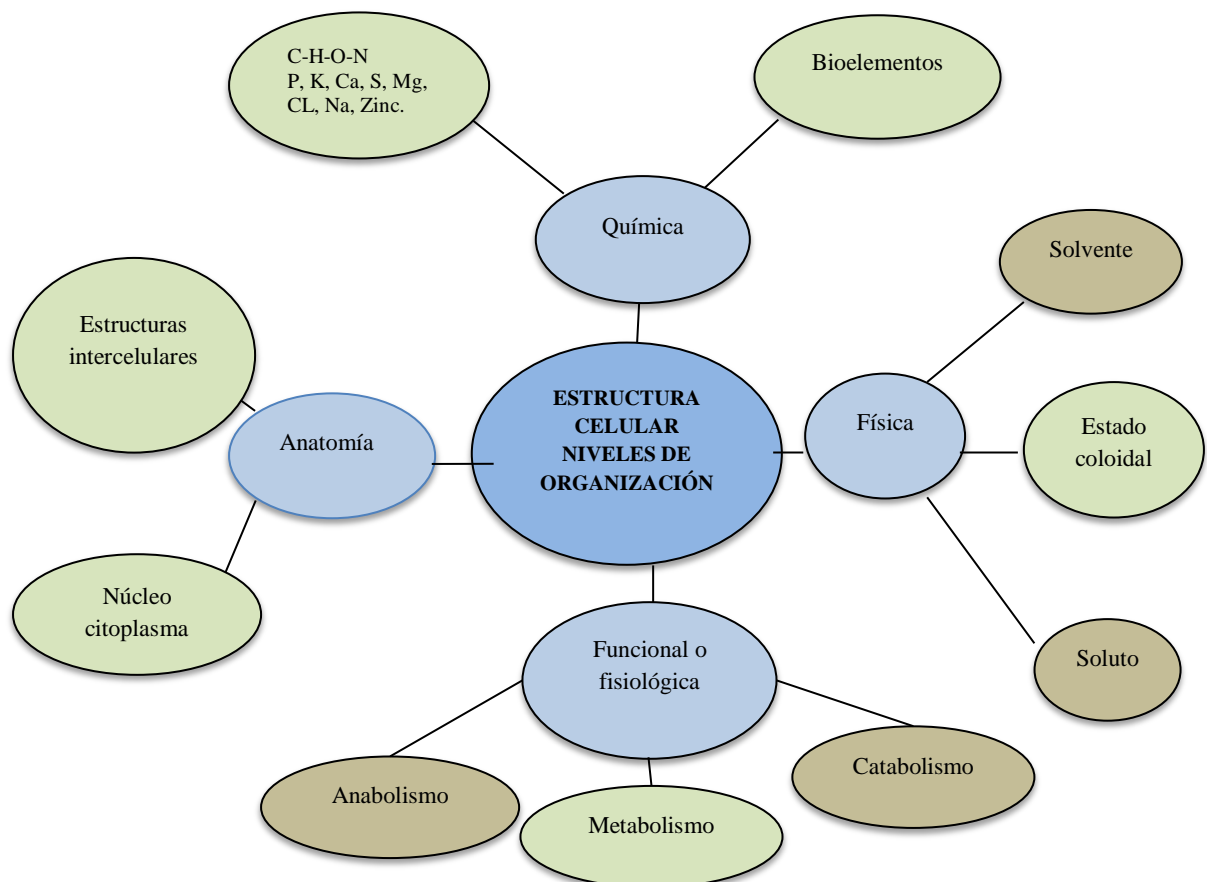 C-H-O-N
P, K, Ca, S, Mg,
CL, Na, Zinc.
Bioelementos
Química
Solvente
Estructuras
intercelulares
ESTRUCTURA
CELULAR
NIVELES DE
ORGANIZACIÓN
Anatomía
Física
Estado
coloidal
Núcleo
citoplasma
Funcional o
fisiológica
Soluto
Anabolismo
Metabolismo
Catabolismo